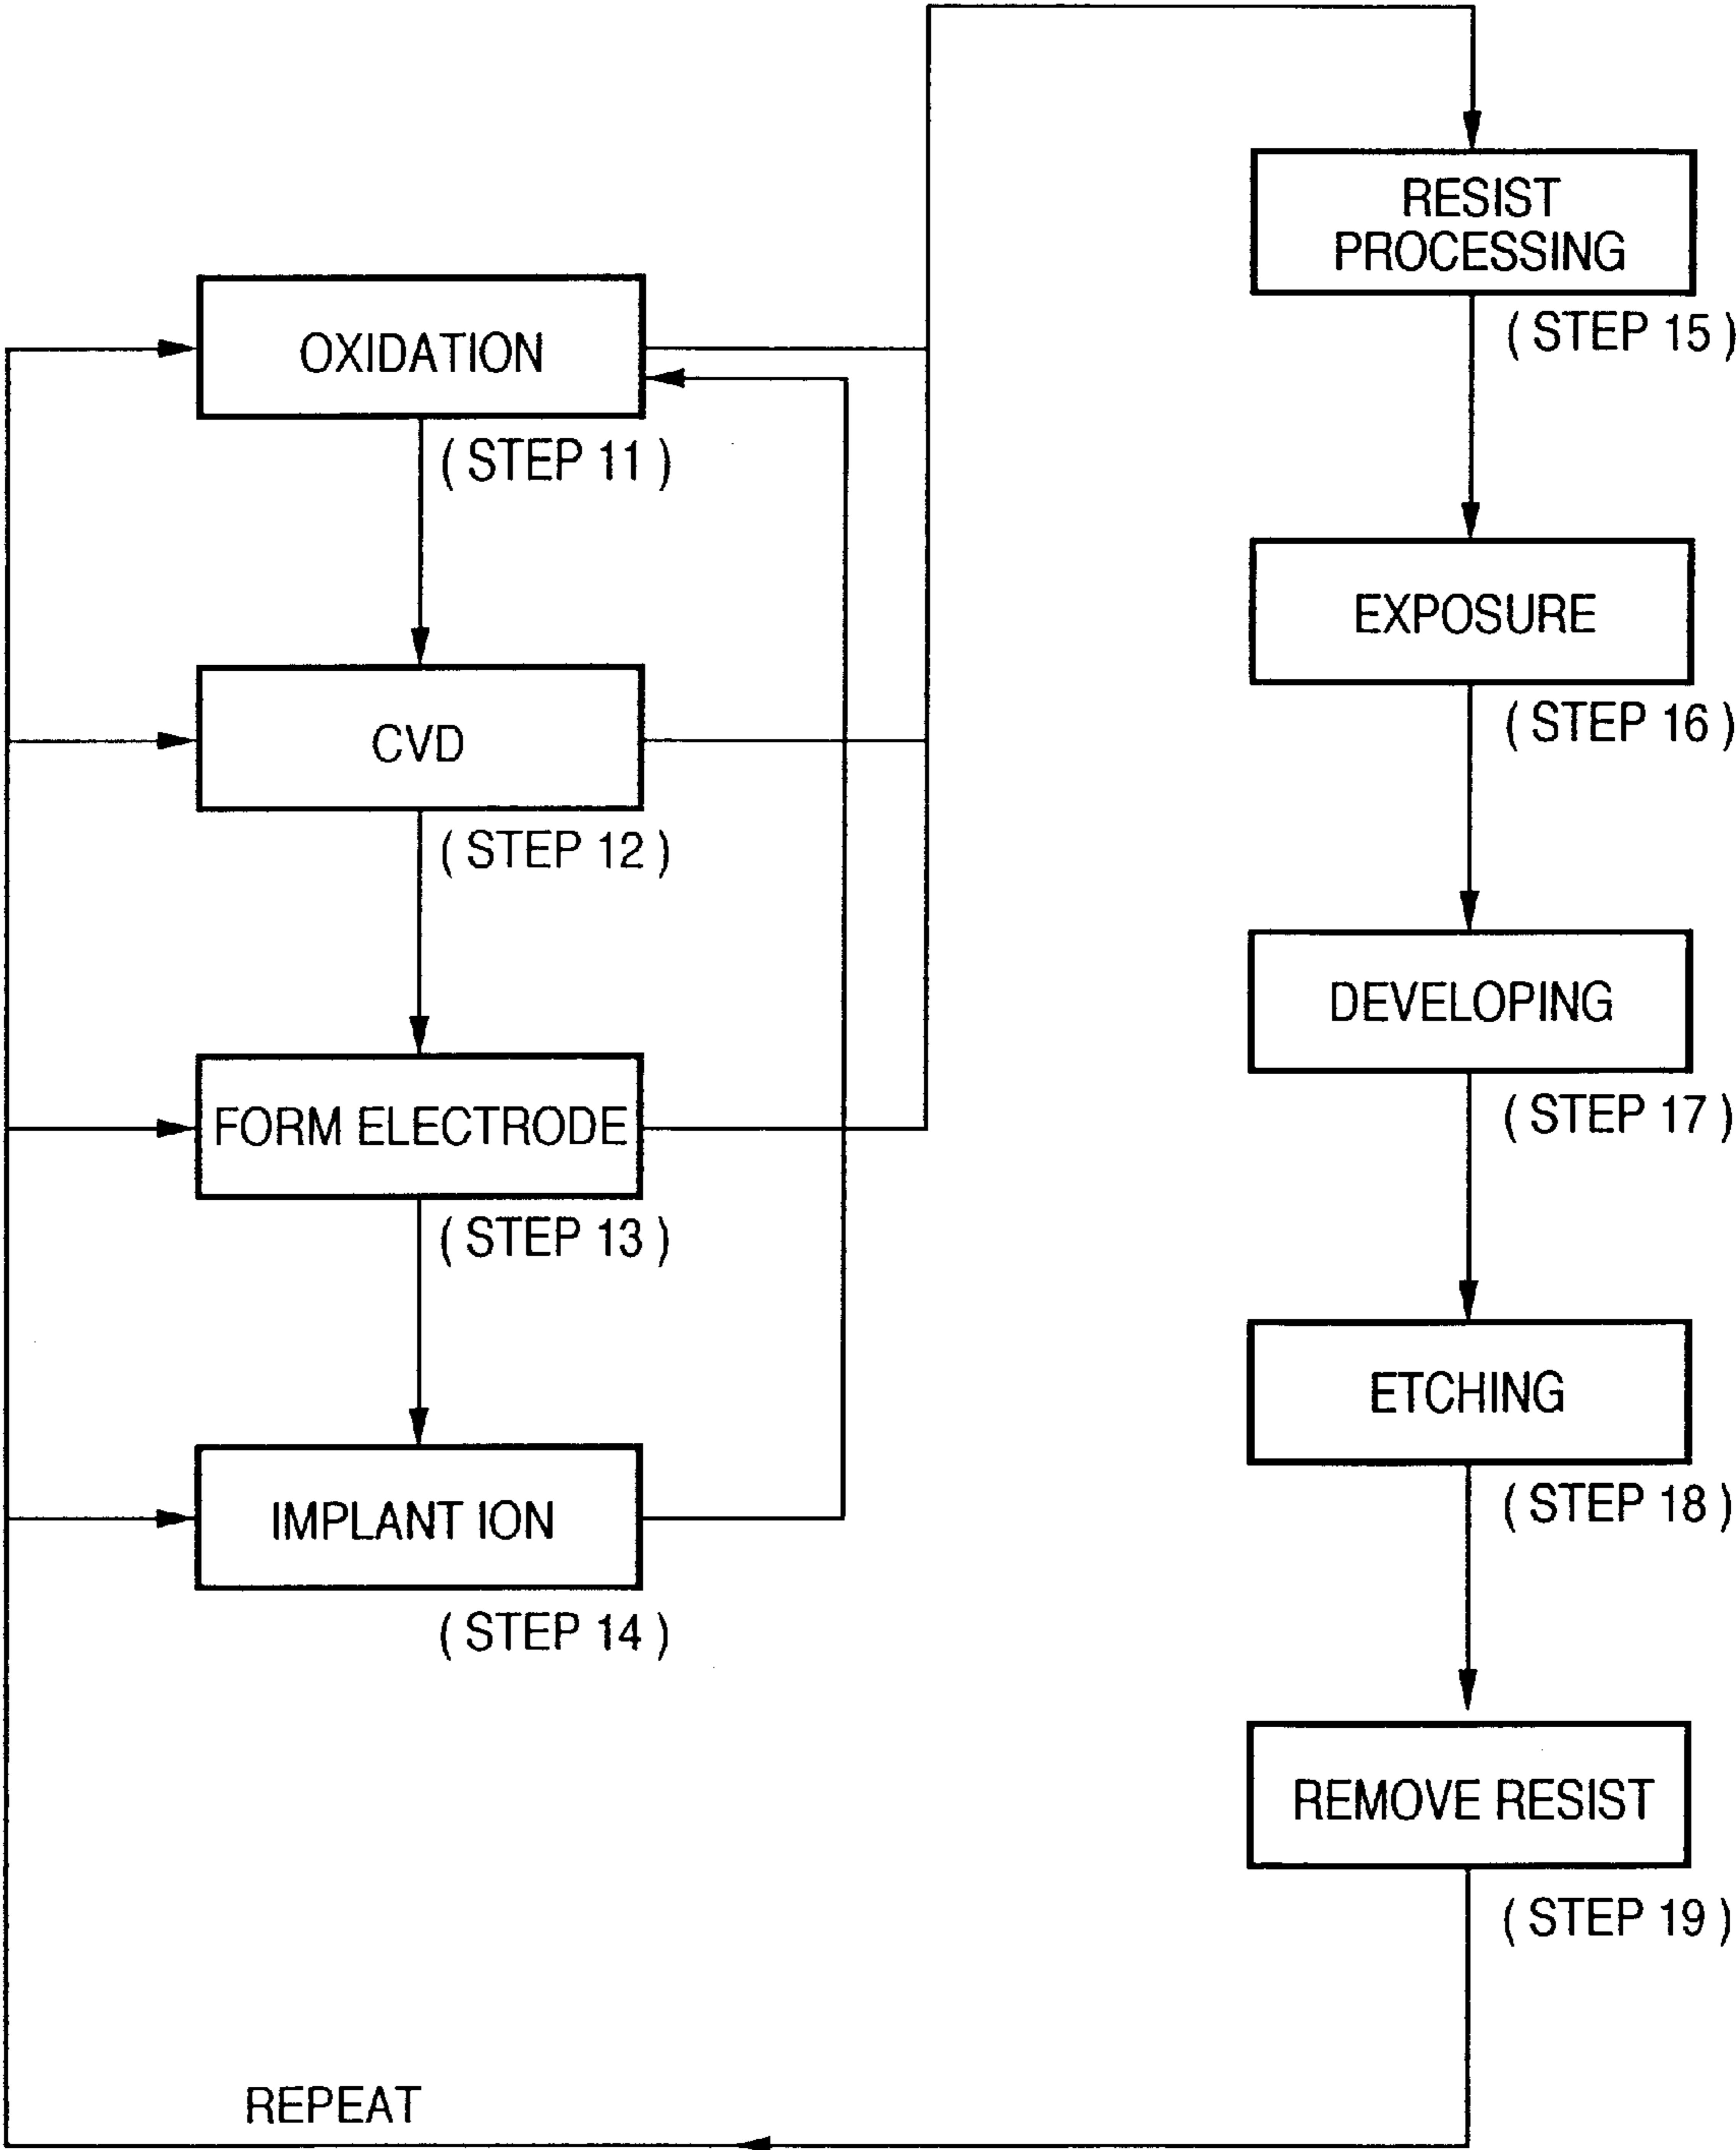 OXIDATION
( STEP 11 )
CVD
( STEP 12 )
FORM ELECTRODE
( STEP 13 )
IMPLANT ION
( STEP 14 )
RESIST
PROCESSING
( STEP 15 )
EXPOSURE
( STEP 16 )
DEVELOPING
( STEP 17 )
ETCHING
( STEP 18 )
REMOVE RESIST
( STEP 19 )
REPEAT